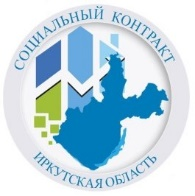 СОЦИАЛЬНЫЙ КОНТРАКТ
ИРКУТСКАЯ ОБЛАСТЬ